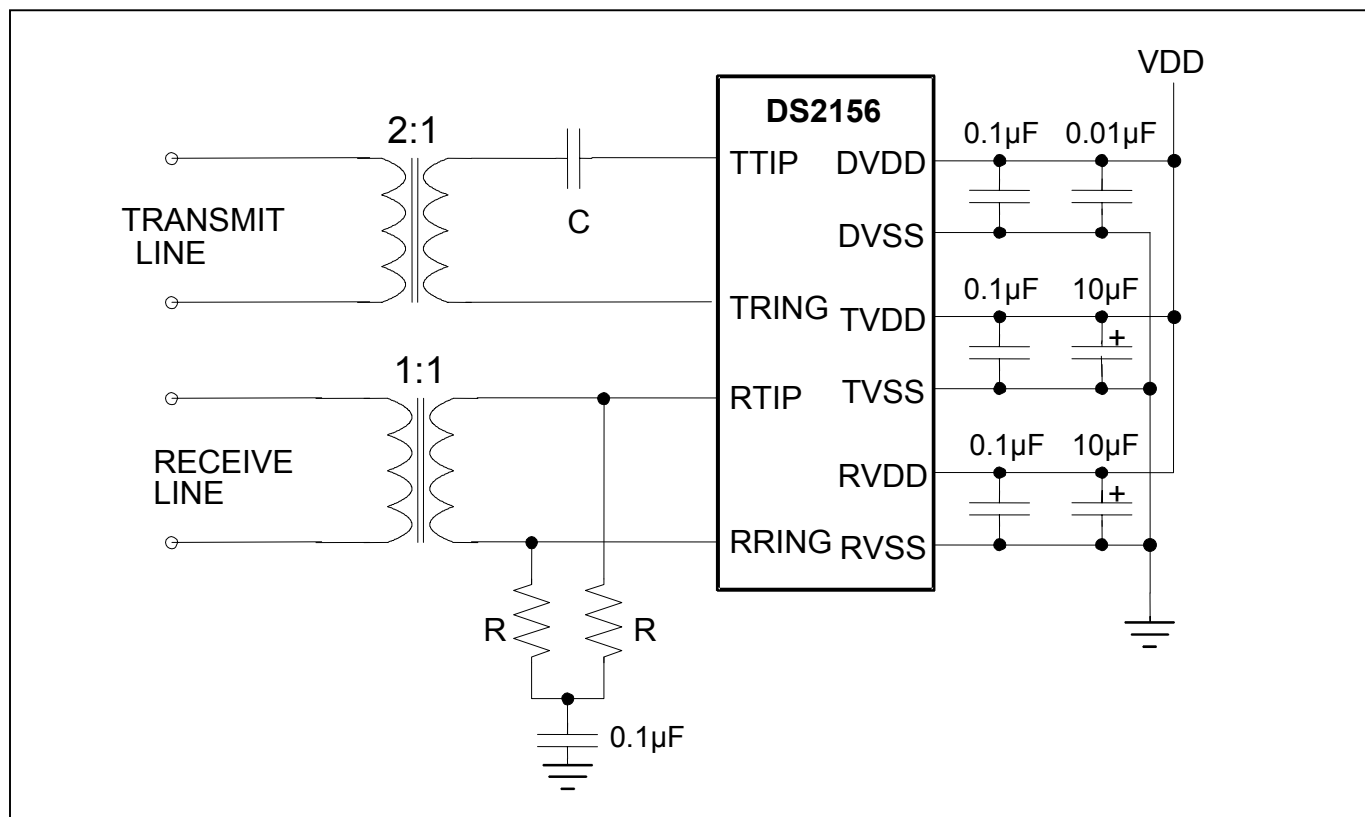 VDD
DS2156
2:1
0.1µF
0.01µF
TTIP
DVDD
TRANSMIT
LINE
C
DVSS
0.1µF
10µF
TRING
TVDD
+
1:1
RTIP
TVSS
0.1µF
10µF
RECEIVE
LINE
RVDD
+
RRING
RVSS
R
R
0.1µF